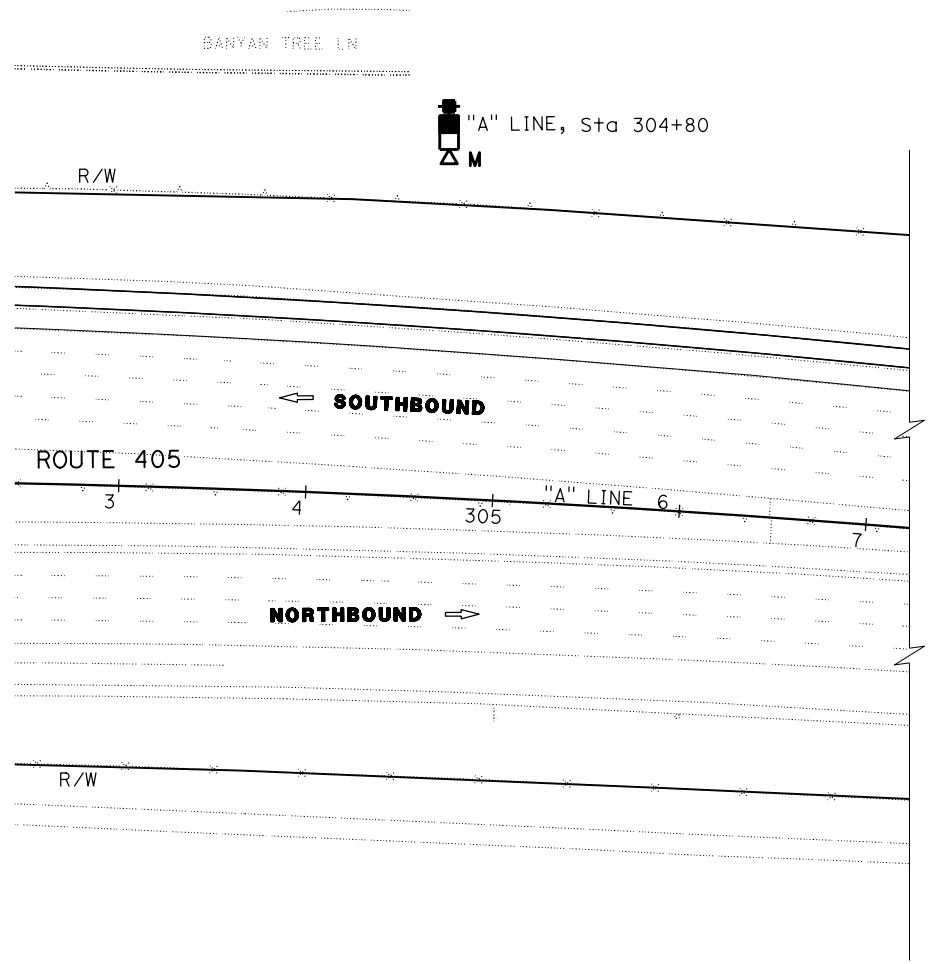 BANYAN TREE LN
"A" LINE, Sta 304+80
M
R/W
SOUTHBOUND
ROUTE 405
3 4 305 "A" LINE 6 7
NORTHBOUND
R/W